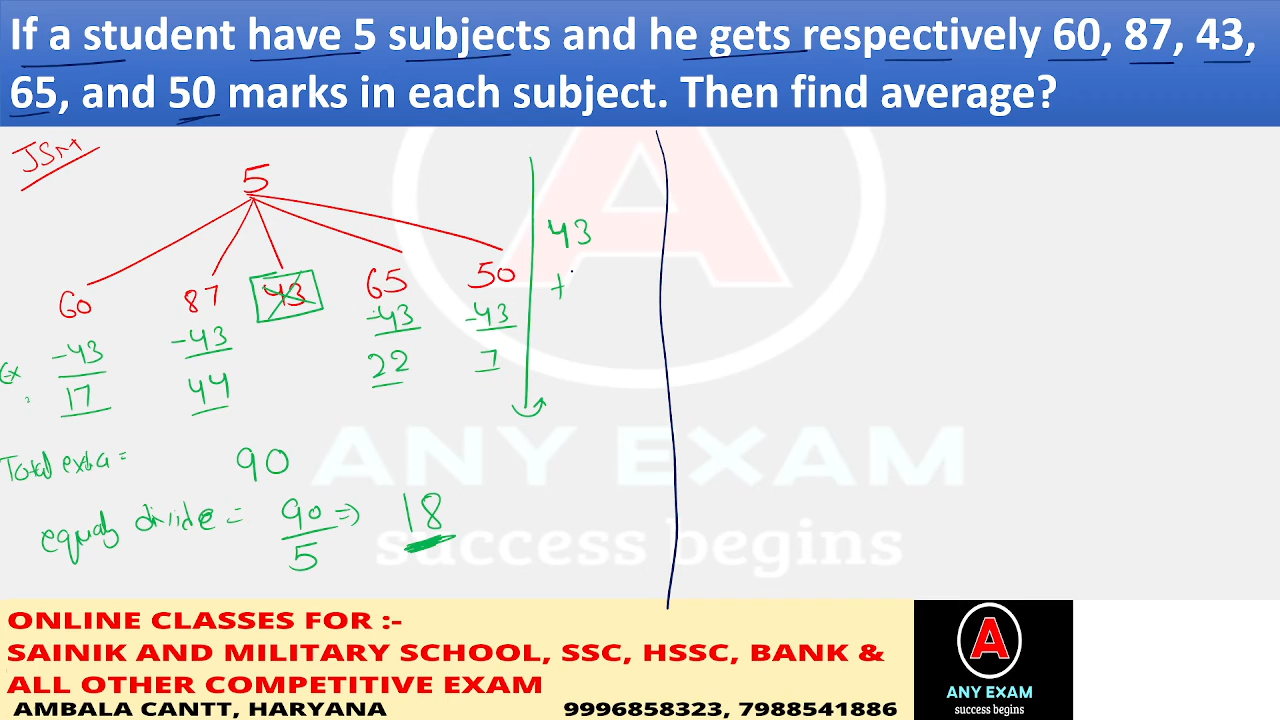 If a student have 5 subjects and he gets respectively 60, 87, 43,
65, and 50 marks in each subject. Then find average?
JSM
5
60 87 43 65 50
-43 -43 -43 -43
Ex 17 44 22 7
43
+
Total extra = 90
equally divide = 90/5 => 18
ANY EXAM
success begins
ONLINE CLASSES FOR :-
SAINIK AND MILITARY SCHOOL, SSC, HSSC, BANK &
ALL OTHER COMPETITIVE EXAM
AMBALA CANTT, HARYANA 9996858323, 7988541886
A
ANY EXAM
success begins